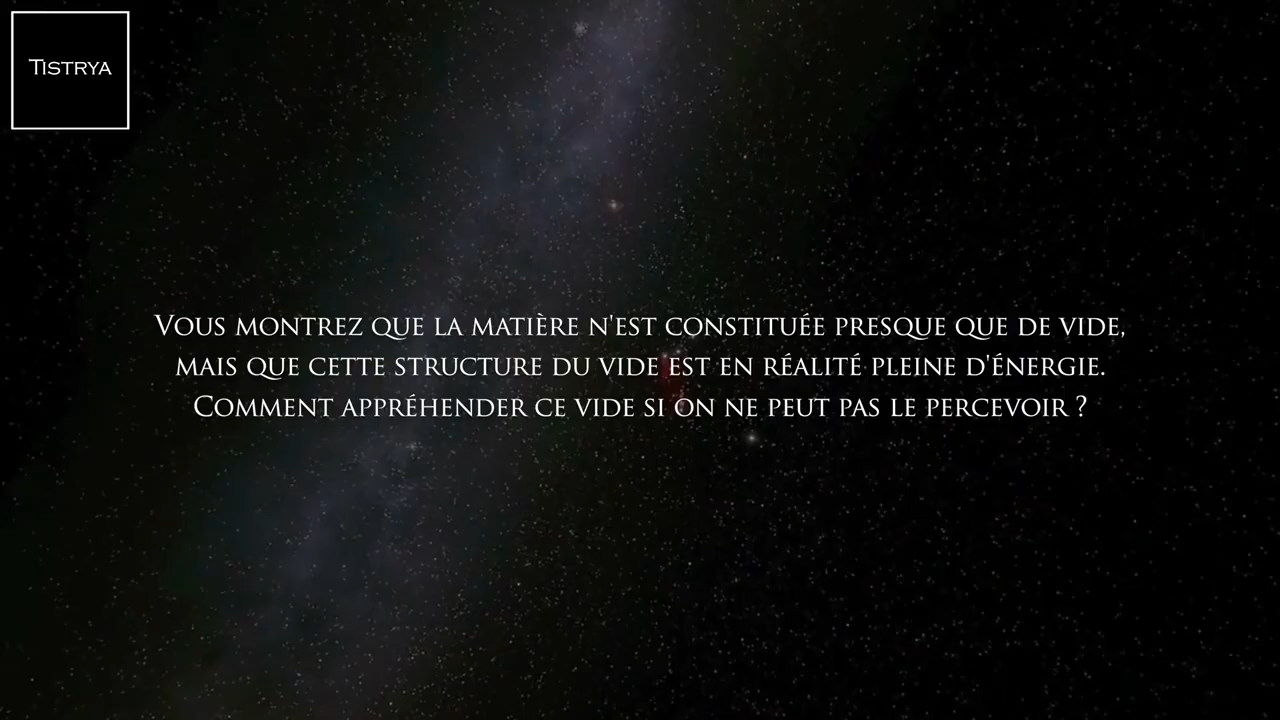 Tistrya
Vous montrez que la matière n'est constituée presque que de vide,
mais que cette structure du vide est en réalité pleine d'énergie.
Comment appréhender ce vide si on ne peut pas le percevoir ?